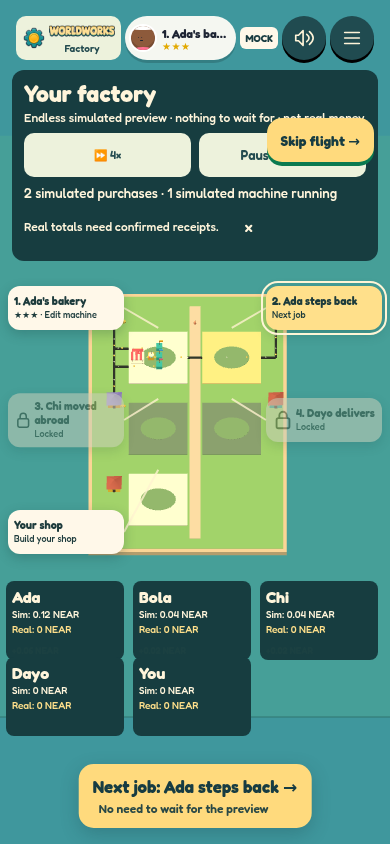 WORLDWORKS
Factory
1. Ada's ba...
★★★
MOCK
Your factory
Endless simulated preview · nothing to wait for · not real money
Skip flight →
⏩ 4x
Paus
2 simulated purchases · 1 simulated machine running
Real totals need confirmed receipts.
×
1. Ada's bakery
★★★ · Edit machine
2. Ada steps back
Next job
3. Chi moved
abroad
Locked
4. Dayo delivers
Locked
Your shop
Build your shop
Ada
Sim: 0.12 NEAR
Real: 0 NEAR
Bola
Sim: 0.04 NEAR
Real: 0 NEAR
Chi
Sim: 0.04 NEAR
Real: 0 NEAR
Dayo
Sim: 0 NEAR
Real: 0 NEAR
You
Sim: 0 NEAR
Real: 0 NEAR
Next job: Ada steps back →
No need to wait for the preview